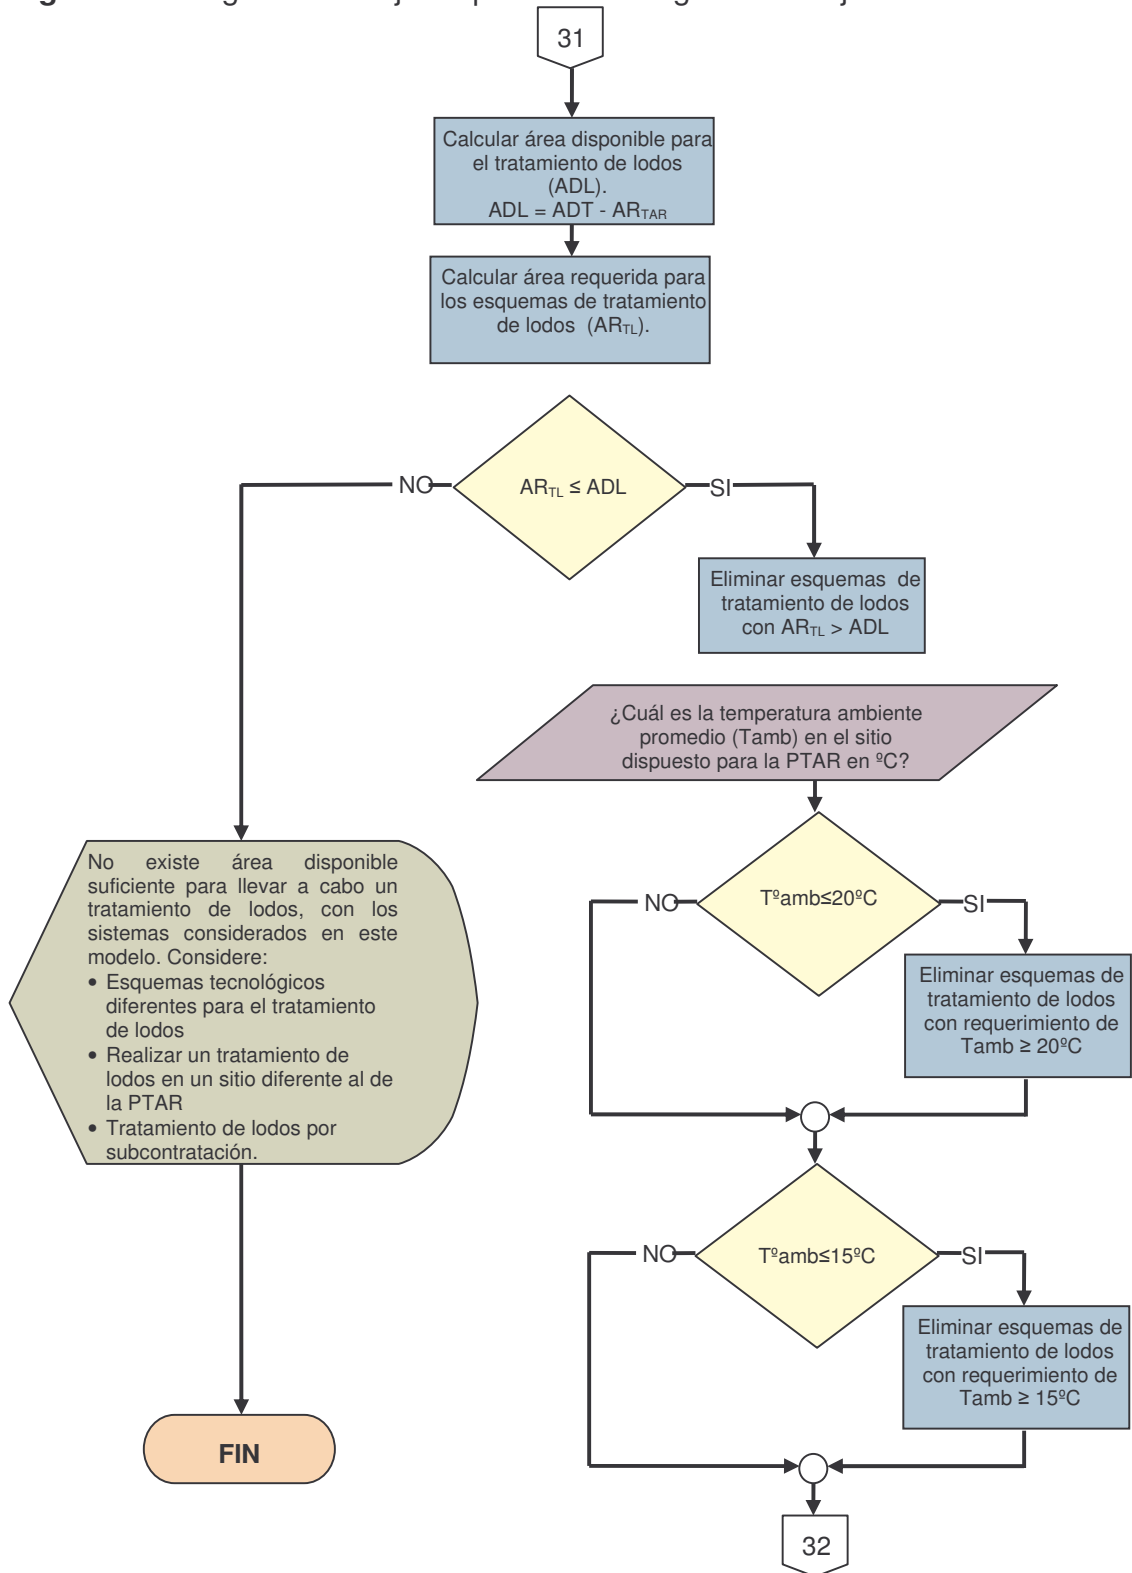 31
Calcular área disponible para
el tratamiento de lodos
(ADL).
ADL = ADT - ARTAR
Calcular área requerida para
los esquemas de tratamiento
de lodos (ARTL).
ARTL ≤ ADL
NO
SI
Eliminar esquemas de
tratamiento de lodos
con ARTL > ADL
¿Cuál es la temperatura ambiente
promedio (Tamb) en el sitio
dispuesto para la PTAR en ºC?
No existe área disponible
suficiente para llevar a cabo un
tratamiento de lodos, con los
sistemas considerados en este
modelo. Considere:
• Esquemas tecnológicos
diferentes para el tratamiento
de lodos
• Realizar un tratamiento de
lodos en un sitio diferente al de
la PTAR
• Tratamiento de lodos por
subcontratación.
FIN
Tºamb≤20ºC
NO
SI
Eliminar esquemas de
tratamiento de lodos
con requerimiento de
Tamb ≥ 20ºC
Tºamb≤15ºC
NO
SI
Eliminar esquemas de
tratamiento de lodos
con requerimiento de
Tamb ≥ 15ºC
32